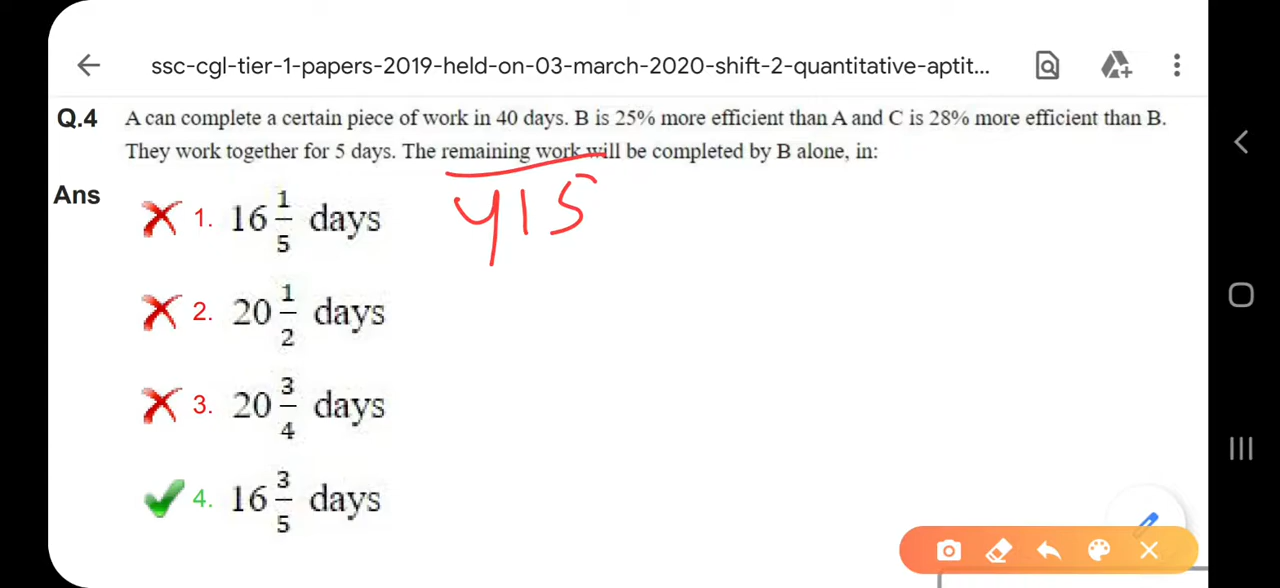 ssc-cgl-tier-1-papers-2019-held-on-03-march-2020-shift-2-quantitative-aptit...
Q.4 A can complete a certain piece of work in 40 days. B is 25% more efficient than A and C is 28% more efficient than B.
They work together for 5 days. The remaining work will be completed by B alone, in:
Ans
1. 16 1/5 days
415
2. 20 1/2 days
3. 20 3/4 days
4. 16 3/5 days